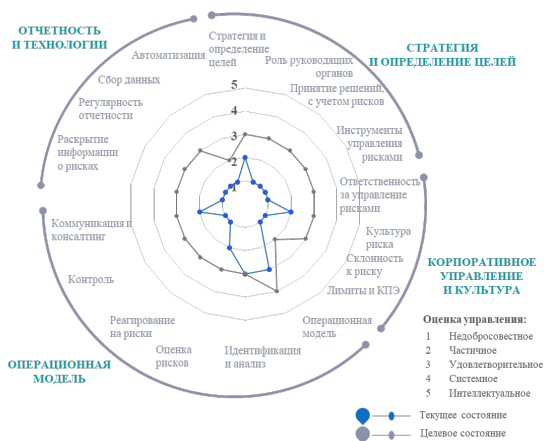 ОТЧЕТНОСТЬ
И ТЕХНОЛОГИИ
СТРАТЕГИЯ
И ОПРЕДЕЛЕНИЕ ЦЕЛЕЙ
Стратегия и
определение
целей
Роль руководящих
органов
Принятие решений,
с учетом рисков
Инструменты
управления
рисками
Ответственность
за управление
рисками
Культура
риска
Склонность
к риску
Лимиты и КПЭ
Операционная
модель
Идентификация
и анализ
Оценка
рисков
Реагирование
на риски
Контроль
Коммуникация и
консалтинг
Раскрытие
информации
о рисках
Регулярность
отчетности
Сбор данных
Автоматизация
5
4
3
2
1
КОРПОРАТИВНОЕ
УПРАВЛЕНИЕ
И КУЛЬТУРА
ОПЕРАЦИОННАЯ
МОДЕЛЬ
Оценка управления:
1 Недобросовестное
2 Частичное
3 Удовлетворительное
4 Системное
5 Интеллектуальное
Текущее состояние
Целевое состояние